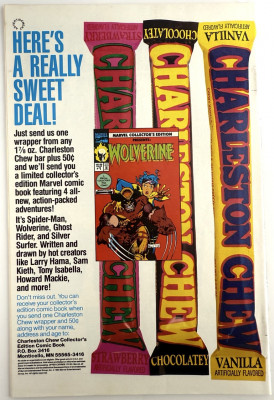 HERE'S
A REALLY
SWEET
DEAL!
Just send us one
wrapper from any
1⅞ oz. Charleston
Chew bar plus 50¢
and we'll send you
a limited collector's
edition Marvel comic
book featuring 4 all-
new, action-packed
adventures!
It's Spider-Man,
Wolverine, Ghost
Rider, and Silver
Surfer. Written and
drawn by hot creators
like Larry Hama, Sam
Kieth, Tony Isabella,
Howard Mackie,
and more!
Don't miss out. You can
receive your collector's
edition comic book when
you send one Charleston
Chew wrapper and 50¢
along with your name,
address and age to:
Charleston Chew Collector's
Edition Comic Book
P.O. Box 3416
Monticello, MN 55565-3416
STRAWBERRY
ARTIFICIALLY FLAVORED
CHARLESTON CHEW
STRAWBERRY
CHOCOLATEY
CHARLESTON CHEW
CHOCOLATEY
VANILLA
ARTIFICIALLY FLAVORED
CHARLESTON CHEW
VANILLA
ARTIFICIALLY FLAVORED
MARVEL COLLECTOR'S EDITION
WOLVERINE